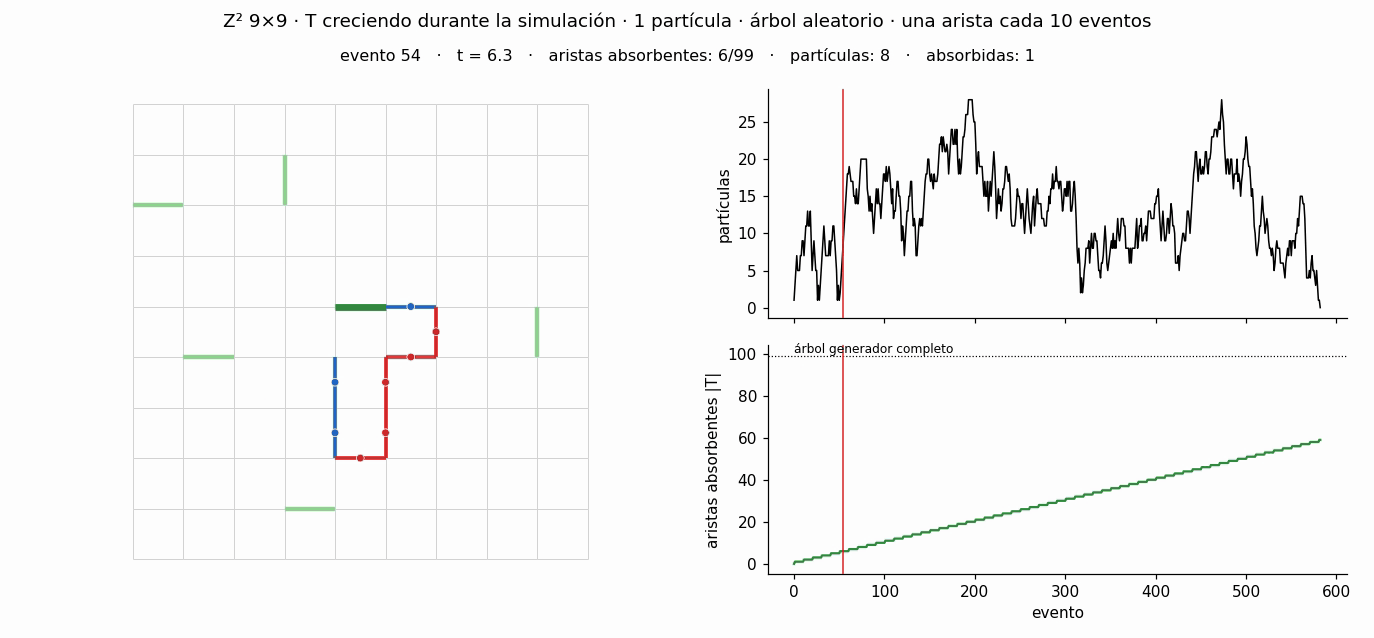 Z² 9×9 · T creciendo durante la simulación · 1 partícula · árbol aleatorio · una arista cada 10 eventos
evento 54 · t = 6.3 · aristas absorbentes: 6/99 · partículas: 8 · absorbidas: 1
partículas
25
20
15
10
5
0
aristas absorbentes |T|
árbol generador completo
100
80
60
40
20
0
0 100 200 300 400 500 600
evento